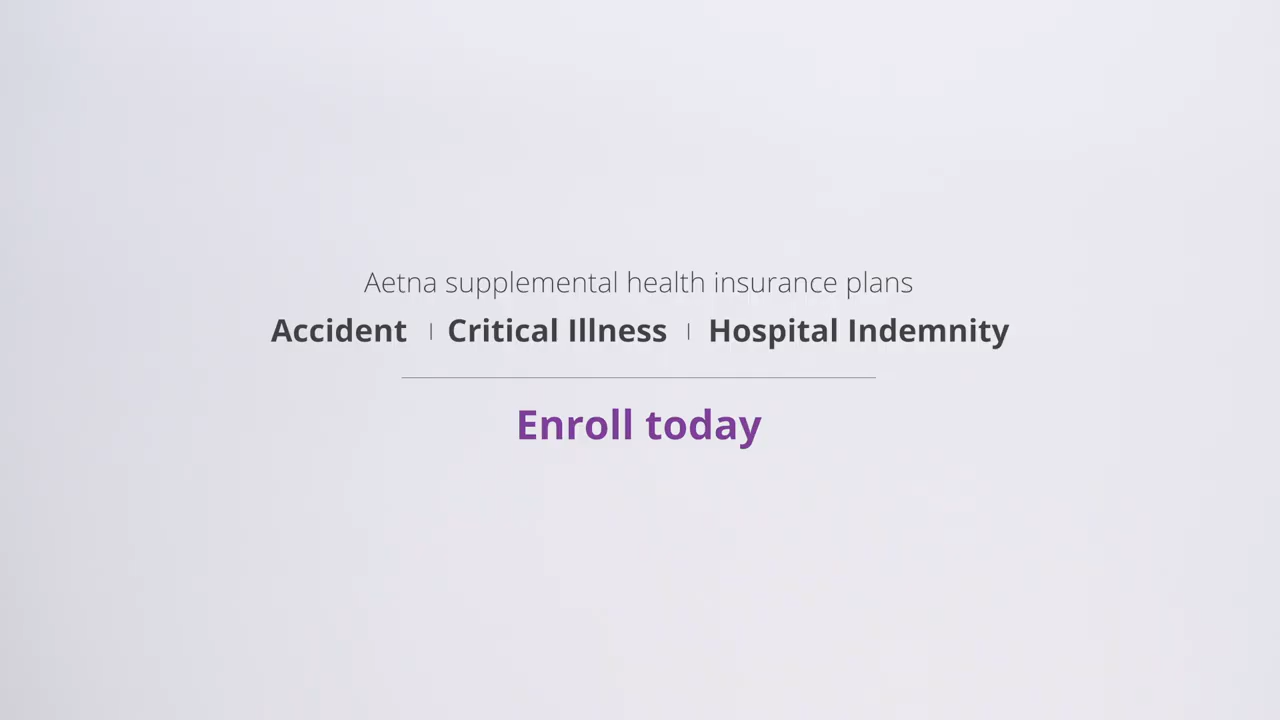 Aetna supplemental health insurance plans
Accident | Critical Illness | Hospital Indemnity
Enroll today